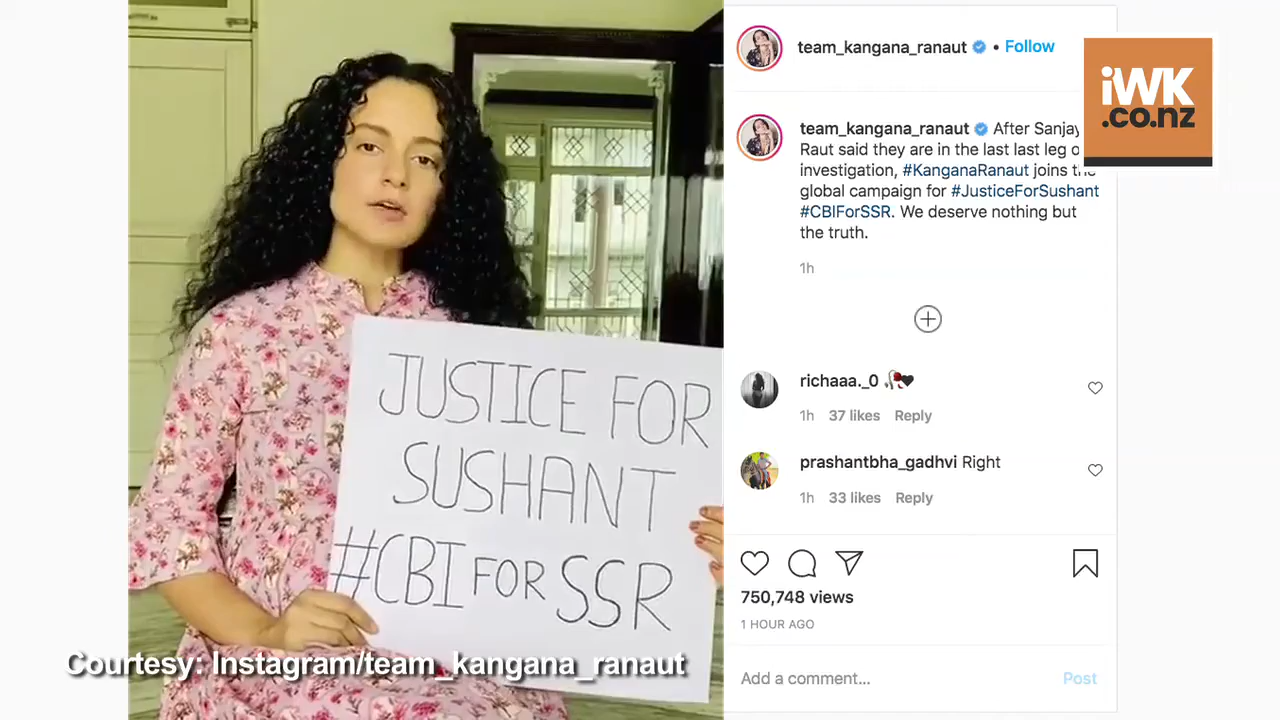 team_kangana_ranaut • Follow
iWK
.co.nz
team_kangana_ranaut After Sanjay
Raut said they are in the last last leg o
investigation, #KanganaRanaut joins the
global campaign for #JusticeForSushant
#CBIForSSR. We deserve nothing but
the truth.
1h
richaaa._0
1h 37 likes Reply
prashantbha_gadhvi Right
1h 33 likes Reply
750,748 views
1 HOUR AGO
Add a comment... Post
JUSTICE FOR
SUSHANT
#CBI FOR SSR
Courtesy: Instagram/team_kangana_ranaut